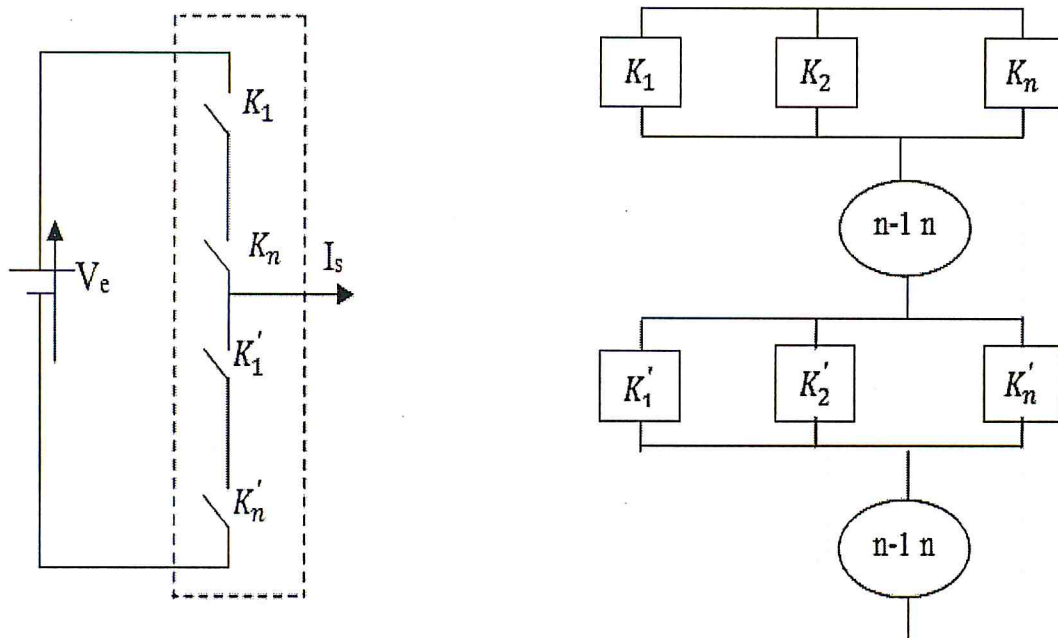 K₁
Kₙ
Iₛ
Vₑ
K₁'
Kₙ'
K₁ K₂ Kₙ
n-1 n
K₁' K₂' Kₙ'
n-1 n